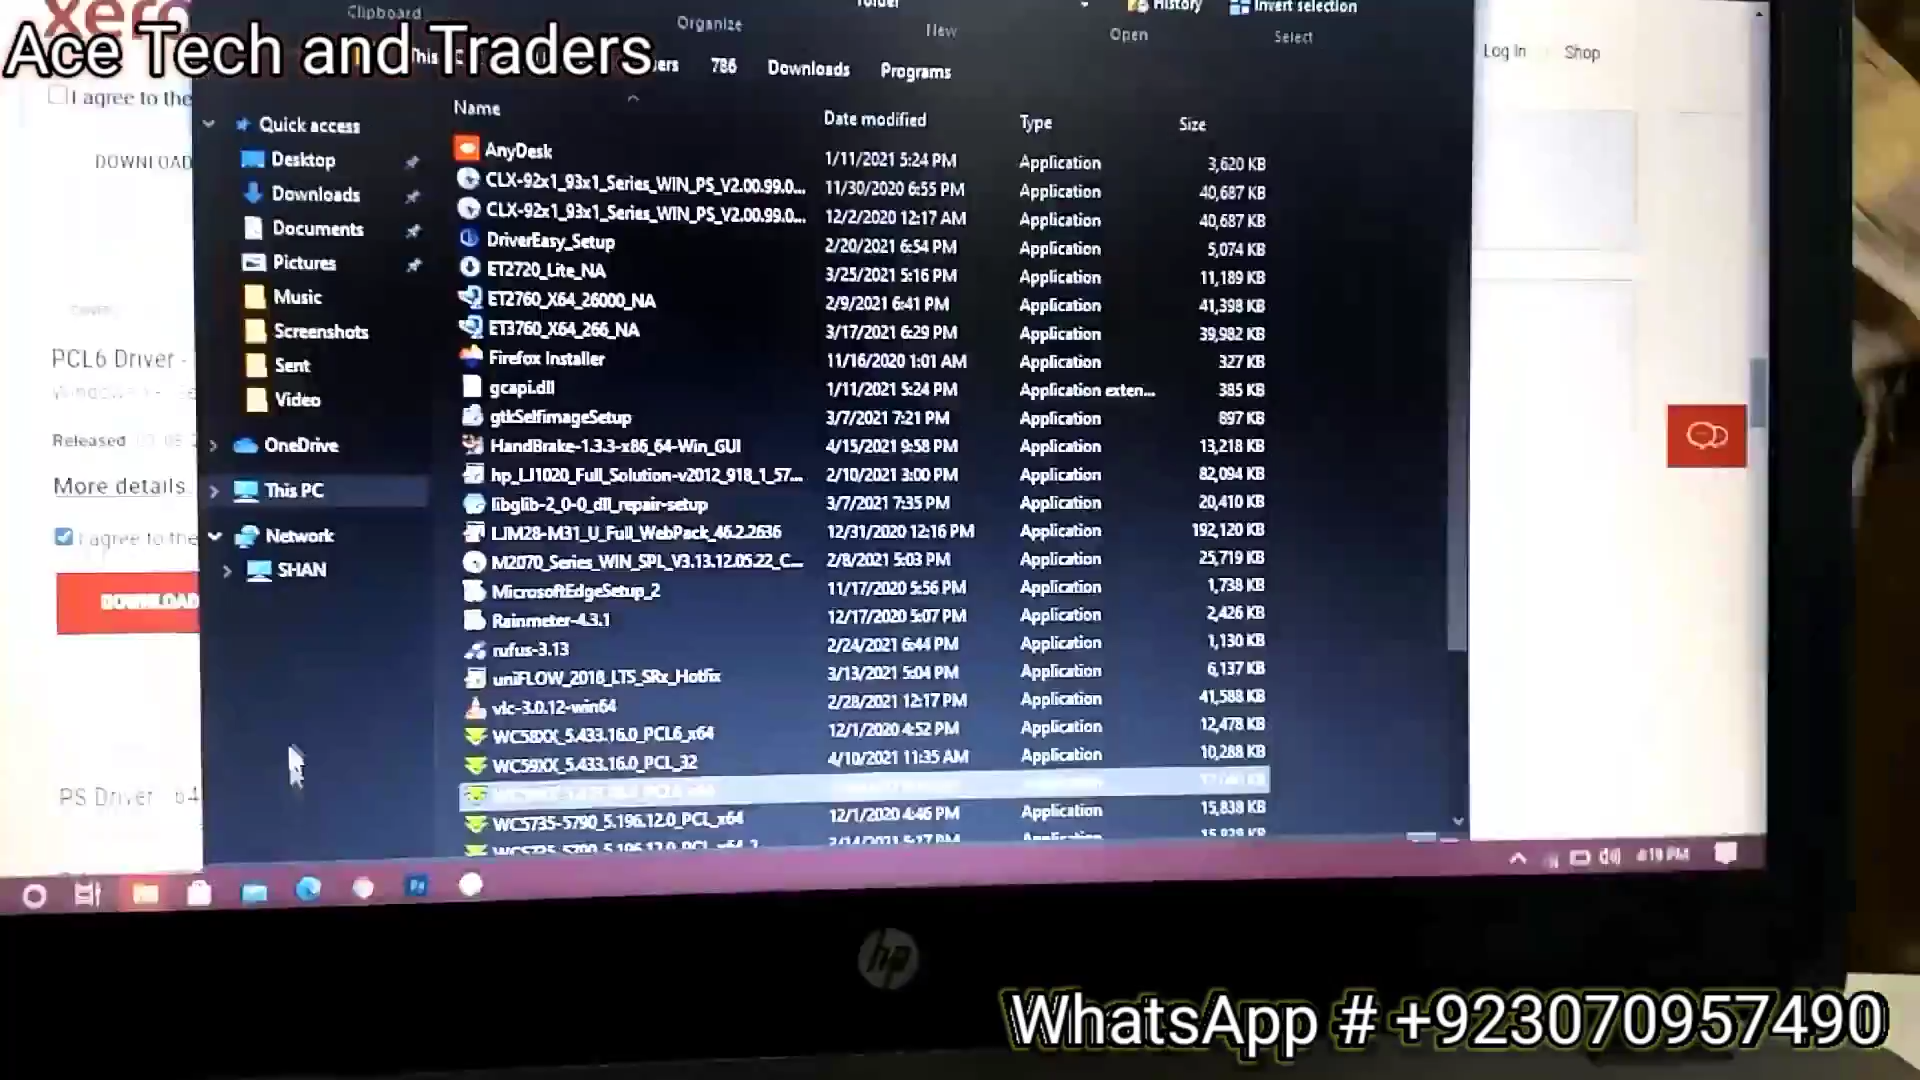 xero
Clipboard
Organize
New
Open
Select
History
Invert selection
Ace Tech and Traders
786 Downloads Programs
Log In Shop
I agree to the
DOWNLOAD
Name Date modified Type Size
Quick access
Desktop
Downloads
Documents
Pictures
Music
Screenshots
Sent
Video
OneDrive
This PC
Network
SHAN
AnyDesk 1/11/2021 5:24 PM Application 3,620 KB
CLX-92x1_93x1_Series_WIN_PS_V2.00.99.0... 11/30/2020 6:55 PM Application 40,687 KB
CLX-92x1_93x1_Series_WIN_PS_V2.00.99.0... 12/2/2020 12:17 AM Application 40,687 KB
DriverEasy_Setup 2/20/2021 6:54 PM Application 5,074 KB
ET2720_Lite_NA 3/25/2021 5:16 PM Application 11,189 KB
ET2760_X64_26000_NA 2/9/2021 6:41 PM Application 41,398 KB
ET3760_X64_266_NA 3/17/2021 6:29 PM Application 39,982 KB
Firefox Installer 11/16/2020 1:01 AM Application 327 KB
gcapi.dll 1/11/2021 5:24 PM Application exten... 385 KB
gtkSelfimageSetup 3/7/2021 7:21 PM Application 897 KB
HandBrake-1.3.3-x86_64-Win_GUI 4/15/2021 9:58 PM Application 13,218 KB
hp_LJ1020_Full_Solution-v2012_918_1_57... 2/10/2021 3:00 PM Application 82,094 KB
libglib-2_0-0_dll_repair-setup 3/7/2021 7:35 PM Application 20,410 KB
LJM28-M31_U_Full_WebPack_46.2.2636 12/31/2020 12:16 PM Application 192,120 KB
M2070_Series_WIN_SPL_V3.13.12.05.22_C... 2/8/2021 5:03 PM Application 25,719 KB
MicrosoftEdgeSetup_2 11/17/2020 5:56 PM Application 1,738 KB
Rainmeter-4.3.1 12/17/2020 5:07 PM Application 2,426 KB
rufus-3.13 2/24/2021 6:44 PM Application 1,130 KB
uniFLOW_2018_LTS_SRx_Hotfix 3/13/2021 5:04 PM Application 6,137 KB
vlc-3.0.12-win64 2/28/2021 12:17 PM Application 41,588 KB
WC58XX_5.433.16.0_PCL6_x64 12/1/2020 4:52 PM Application 12,478 KB
WC59XX_5.433.16.0_PCL_32 4/10/2021 11:35 AM Application 10,288 KB
WC5735-5790_5.196.12.0_PCL_x64 12/1/2020 4:46 PM Application 15,838 KB
PCL6 Driver -
Released
More details
I agree to the
DOWNLOAD
PS Driver
4:19 PM
Ps
hp
WhatsApp # +923070957490